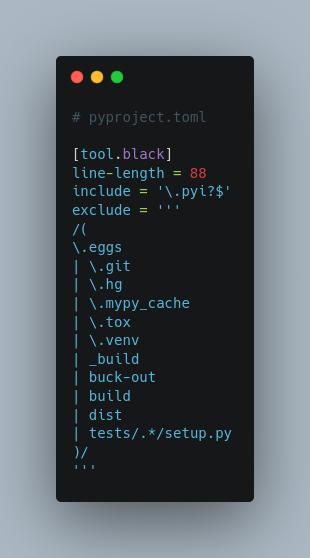 # pyproject.toml

[tool.black]
line-length = 88
include = '\.pyi?$'
exclude = '''
/(
\.eggs
| \.git
| \.hg
| \.mypy_cache
| \.tox
| \.venv
| _build
| buck-out
| build
| dist
| tests/.*/setup.py
)/
'''